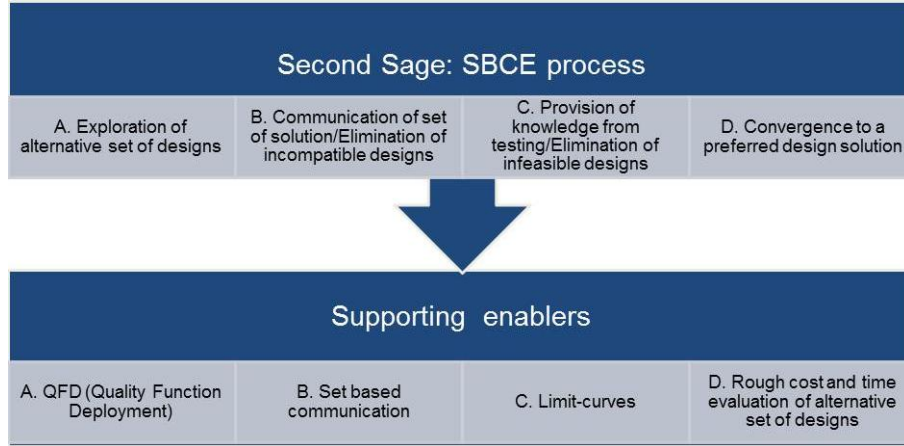 Second Sage: SBCE process
A. Exploration of
alternative set of designs
B. Communication of set
of solution/Elimination of
incompatible designs
C. Provision of
knowledge from
testing/Elimination of
infeasible designs
D. Convergence to a
preferred design solution
Supporting enablers
A. QFD (Quality Function
Deployment)
B. Set based
communication
C. Limit-curves
D. Rough cost and time
evaluation of alternative
set of designs